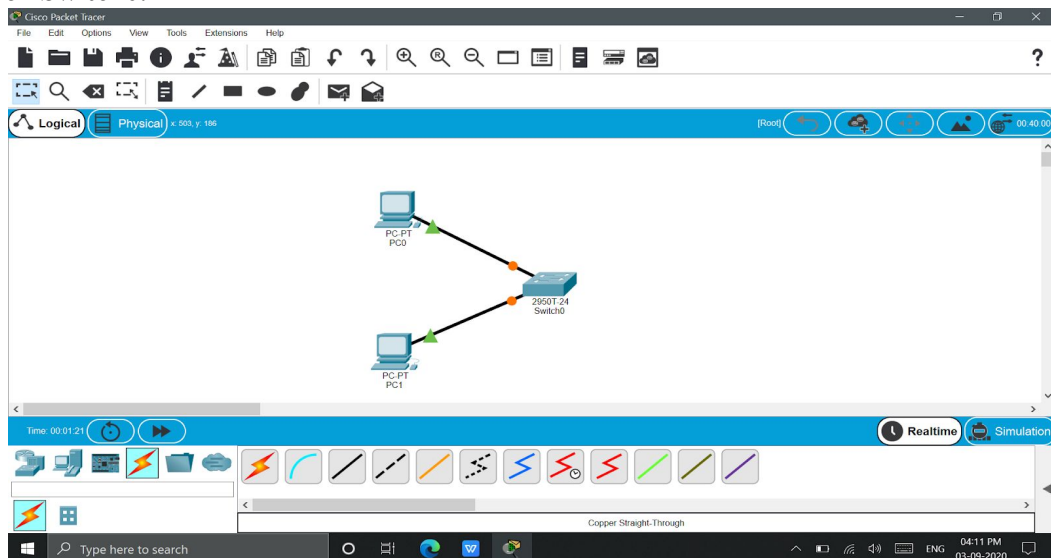 Cisco Packet Tracer
File Edit Options View Tools Extensions Help
?
Logical Physical x: 503, y: 186 [Root] 00:40:00
PC-PT
PC0
2950T-24
Switch0
PC-PT
PC1
Time: 00:01:21 Realtime Simulation
Copper Straight-Through
Type here to search W ENG 04:11 PM
03-09-2020